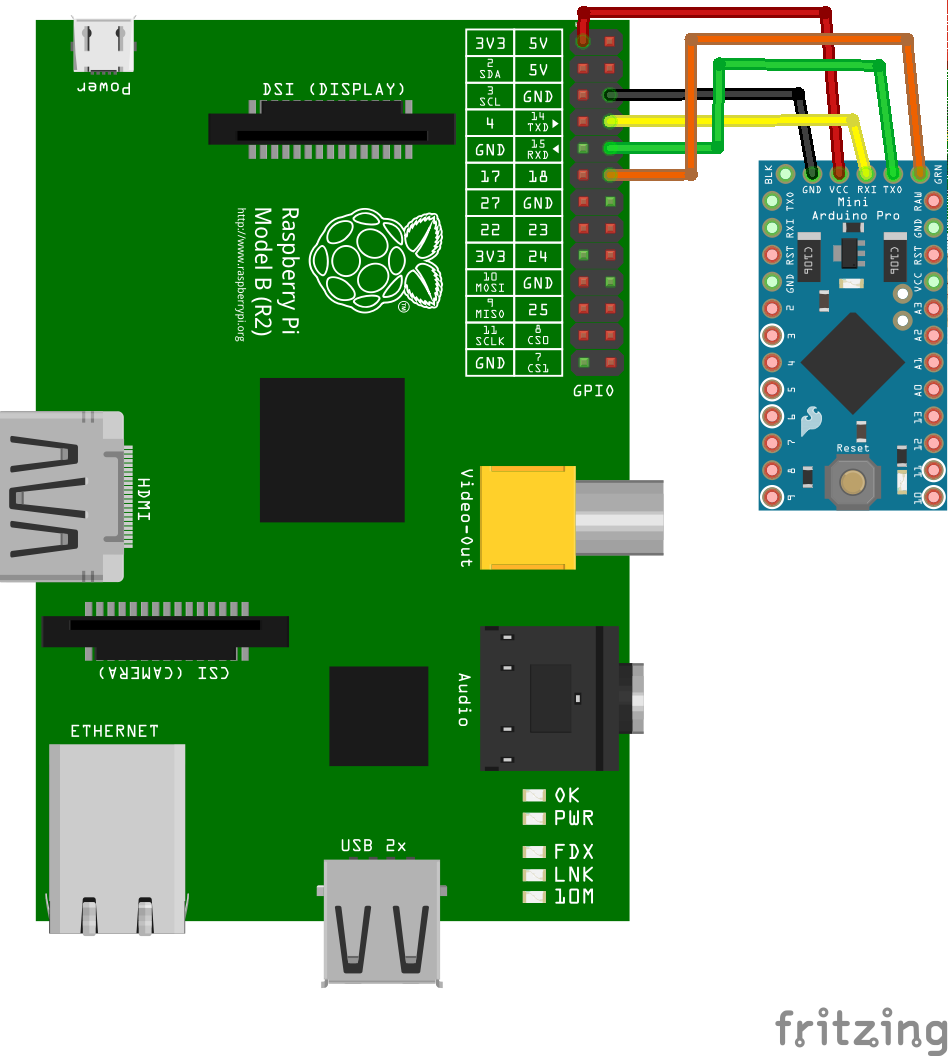 Power
DSI (DISPLAY)
3V3 5V
2 SDA 5V
3 SCL GND
4 14 TXD
GND 15 RXD
17 18
27 GND
22 23
3V3 24
10 MOSI GND
9 MISO 25
11 SCLK 8 CS0
GND 7 CS1
GPIO
Raspberry Pi
Model B (R2)
http://www.raspberrypi.org
TM
HDMI
Video-Out
CSI (CAMERA)
Audio
ETHERNET
USB 2x
OK
PWR
FDX
LNK
10M
BLK GND VCC RXI TXO GRN
Mini
Arduino Pro
TXO RAW
RXI GND
RST RST
GND VCC
2 A3
3 A2
4 A1
5 A0
6 13
7 12
8 11
9 10
C106 C106
Reset
fritzing